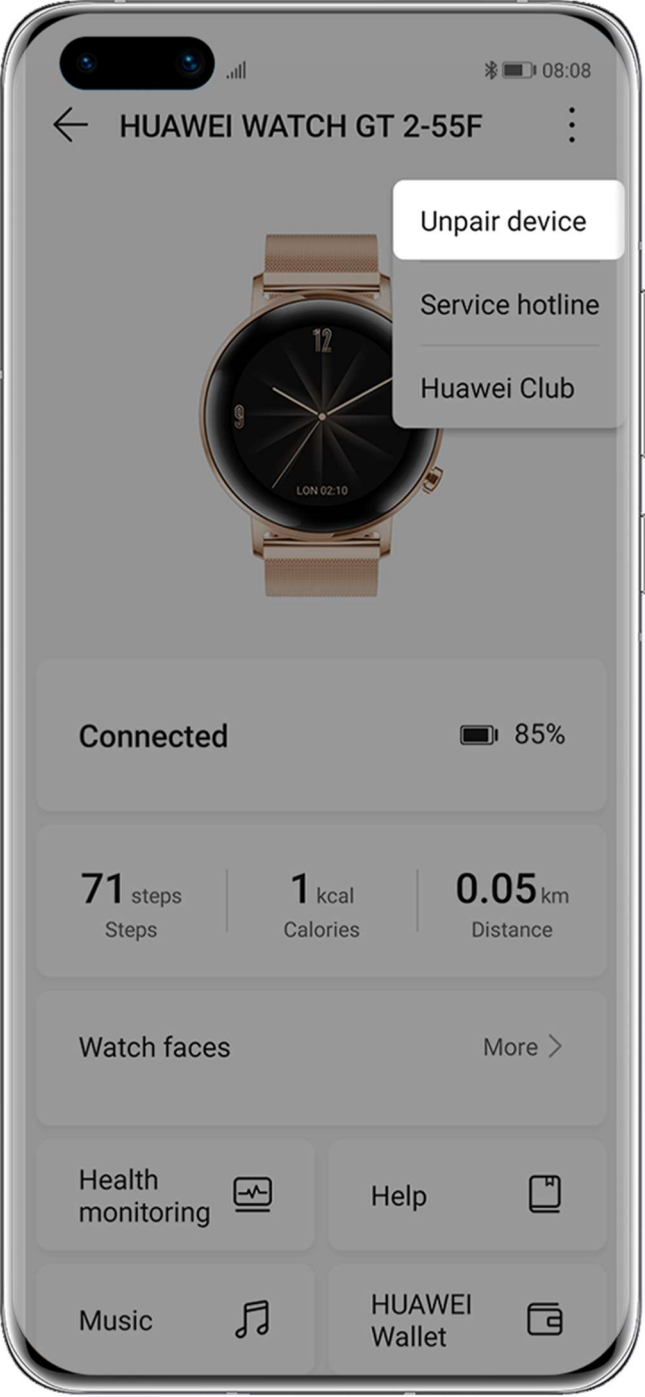 08:08
HUAWEI WATCH GT 2-55F
Unpair device
Service hotline
Huawei Club
12
9
LON 02:10
Connected
85%
71 steps
Steps
1 kcal
Calories
0.05 km
Distance
Watch faces
More
Health
monitoring
Help
Music
HUAWEI
Wallet